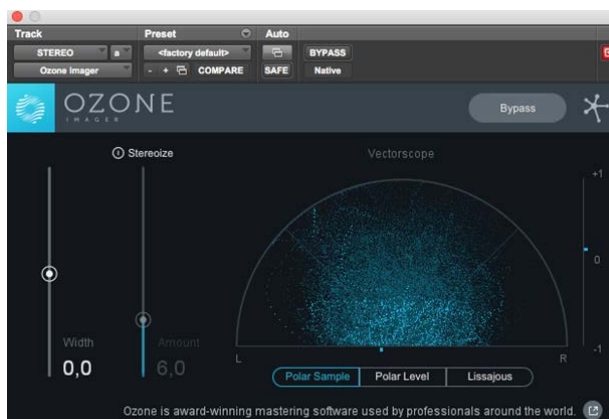 Track Preset Auto
STEREO a <factory default> BYPASS
Ozone Imager - + COMPARE SAFE Native
OZONE
IMAGER
Bypass
Stereoize
Vectorscope
+1
0
-1
Width Amount
0,0 6,0
L R
Polar Sample Polar Level Lissajous
Ozone is award-winning mastering software used by professionals around the world.